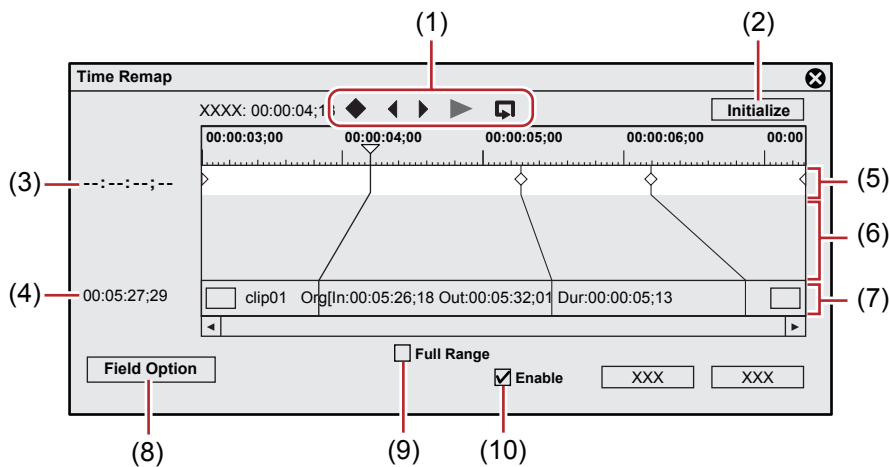 (1)
(2)
Time Remap
XXXX: 00:00:04;1
Initialize
00:00:03;00 00:00:04;00 00:00:05;00 00:00:06;00 00:00
(3)
--:--:--;--
(5)
(6)
(4)
00:05:27;29
clip01 Org[In:00:05:26;18 Out:00:05:32;01 Dur:00:00:05;13
(7)
Full Range
Field Option
Enable
XXX
XXX
(8)
(9)
(10)